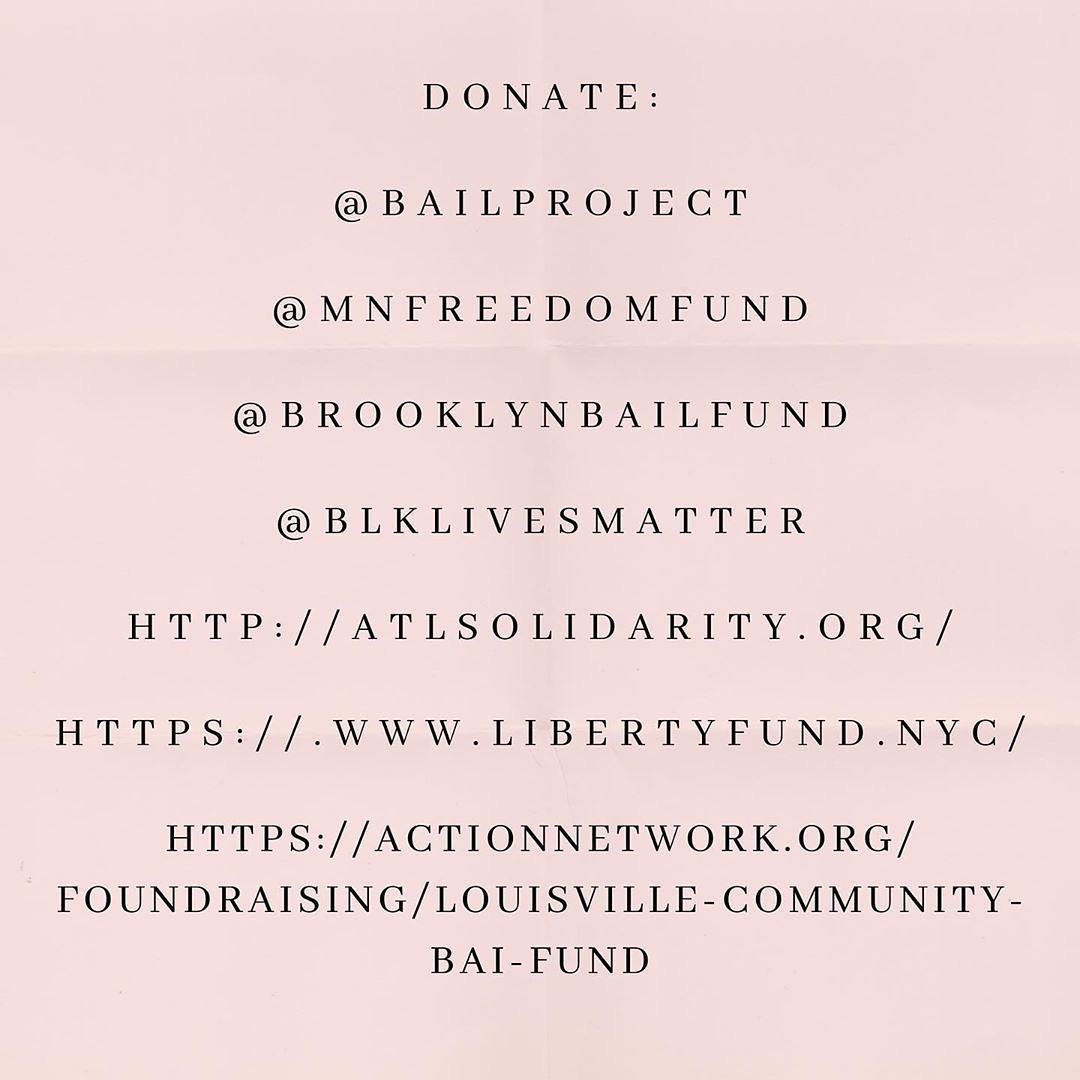 DONATE:
@BAILPROJECT
@MNFREEDOMFUND
@BROOKLYNBAILFUND
@BLKLIVESMATTER
HTTP://ATLSOLIDARITY.ORG/
HTTPS://.WWW.LIBERTYFUND.NYC/
HTTPS://ACTIONNETWORK.ORG/
FOUNDRAISING/LOUISVILLE-COMMUNITY-
BAI-FUND